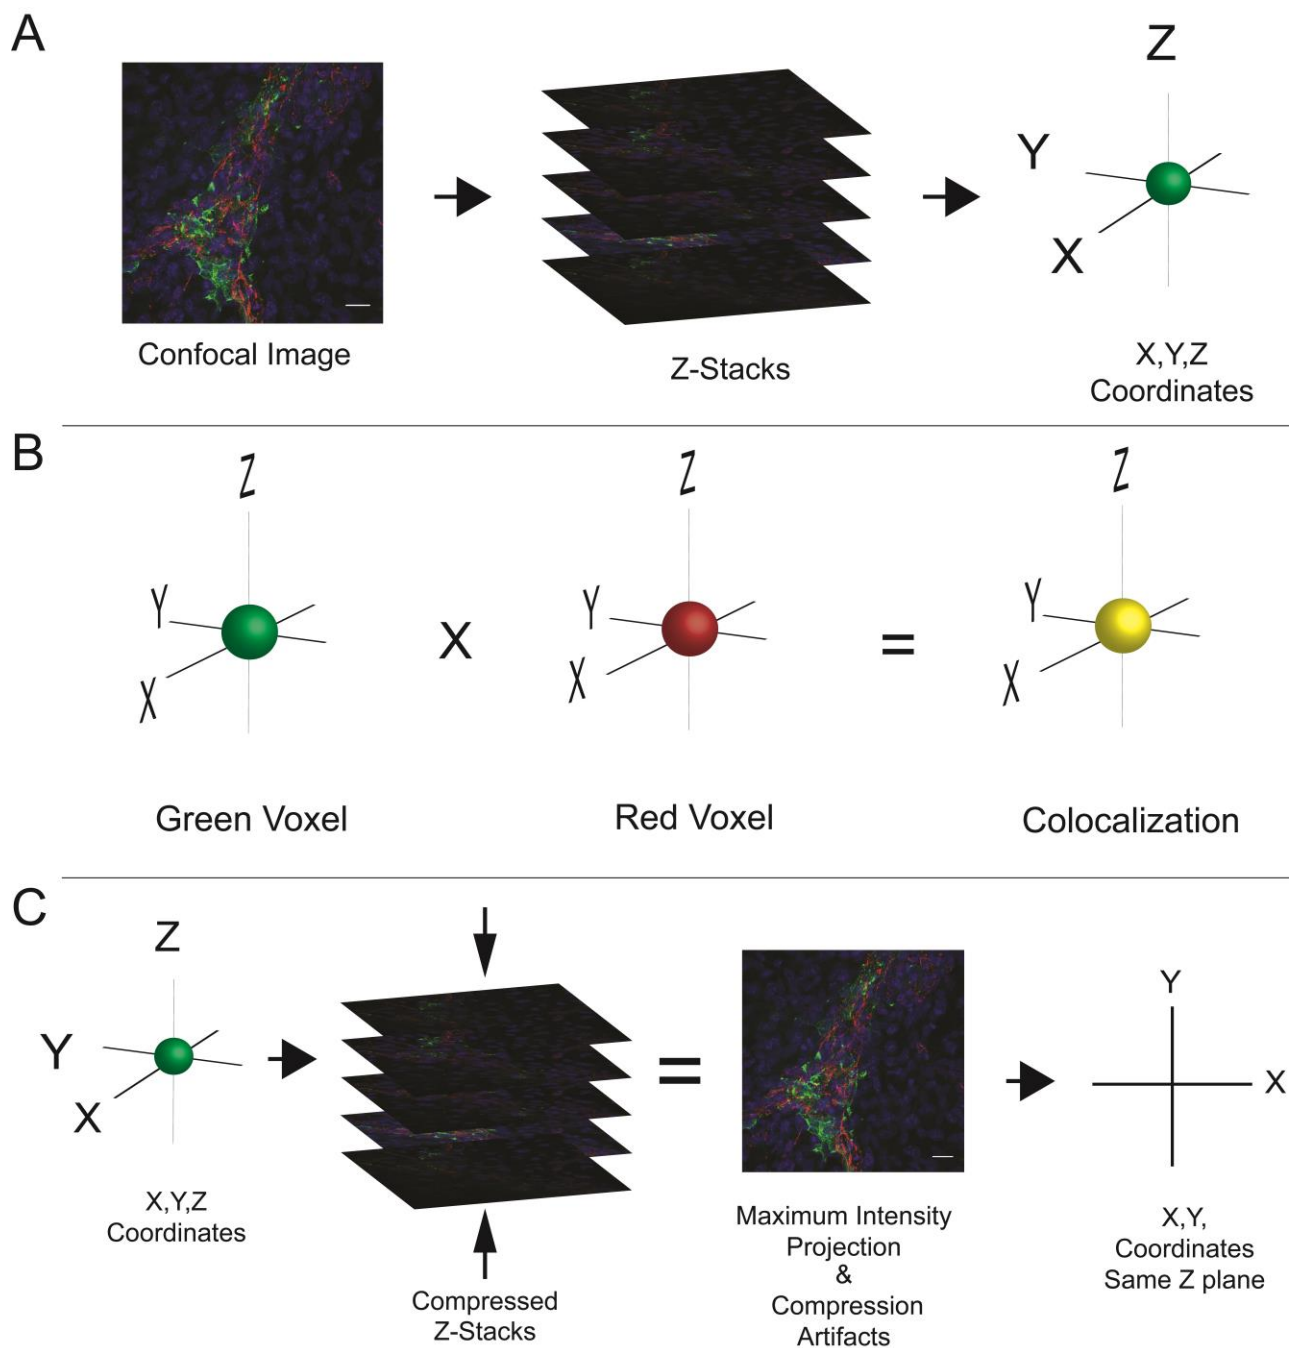 A
Z
Y
X
Confocal Image
Z-Stacks
X,Y,Z
Coordinates
B
Z
Z
Z
Y
Y
Y
X
X
=
X
X
X
Green Voxel
Red Voxel
Colocalization
C
Z
Y
X
=
Y
X
X,Y,Z
Coordinates
Compressed
Z-Stacks
Maximum Intensity
Projection
&
Compression
Artifacts
X,Y,
Coordinates
Same Z plane